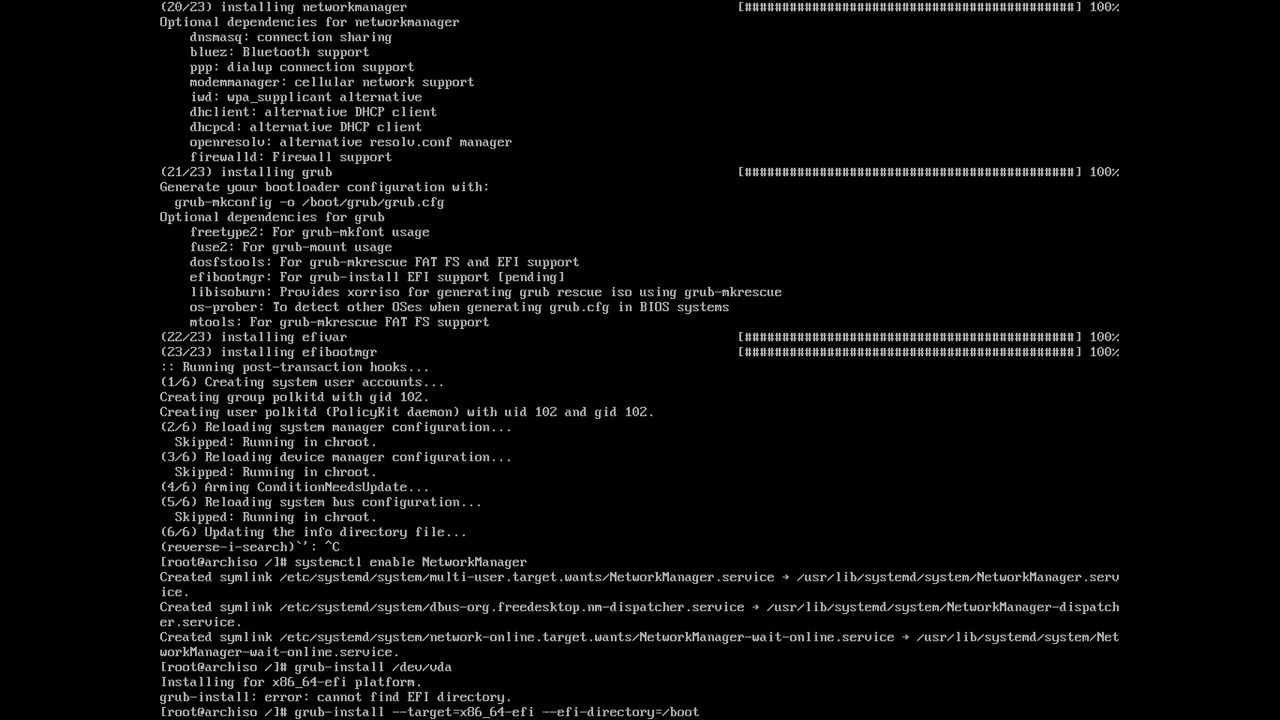 (20/23) installing networkmanager [############################################] 100%
Optional dependencies for networkmanager
dnsmasq: connection sharing
bluez: Bluetooth support
ppp: dialup connection support
modemmanager: cellular network support
iwd: wpa_supplicant alternative
dhclient: alternative DHCP client
dhcpcd: alternative DHCP client
openresolv: alternative resolv.conf manager
firewalld: Firewall support
(21/23) installing grub [############################################] 100%
Generate your bootloader configuration with:
grub-mkconfig -o /boot/grub/grub.cfg
Optional dependencies for grub
freetype2: For grub-mkfont usage
fuse2: For grub-mount usage
dosfstools: For grub-mkrescue FAT FS and EFI support
efibootmgr: For grub-install EFI support [pending]
libisoburn: Provides xorriso for generating grub rescue iso using grub-mkrescue
os-prober: To detect other OSes when generating grub.cfg in BIOS systems
mtools: For grub-mkrescue FAT FS support
(22/23) installing efivar [############################################] 100%
(23/23) installing efibootmgr [############################################] 100%
:: Running post-transaction hooks...
(1/6) Creating system user accounts...
Creating group polkitd with gid 102.
Creating user polkitd (PolicyKit daemon) with uid 102 and gid 102.
(2/6) Reloading system manager configuration...
Skipped: Running in chroot.
(3/6) Reloading device manager configuration...
Skipped: Running in chroot.
(4/6) Arming ConditionNeedsUpdate...
(5/6) Reloading system bus configuration...
Skipped: Running in chroot.
(6/6) Updating the info directory file...
(reverse-i-search)`': ^C
[root@archiso /]# systemctl enable NetworkManager
Created symlink /etc/systemd/system/multi-user.target.wants/NetworkManager.service → /usr/lib/systemd/system/NetworkManager.serv
ice.
Created symlink /etc/systemd/system/dbus-org.freedesktop.nm-dispatcher.service → /usr/lib/systemd/system/NetworkManager-dispatch
er.service.
Created symlink /etc/systemd/system/network-online.target.wants/NetworkManager-wait-online.service → /usr/lib/systemd/system/Net
workManager-wait-online.service.
[root@archiso /]# grub-install /dev/vda
Installing for x86_64-efi platform.
grub-install: error: cannot find EFI directory.
[root@archiso /]# grub-install --target=x86_64-efi --efi-directory=/boot